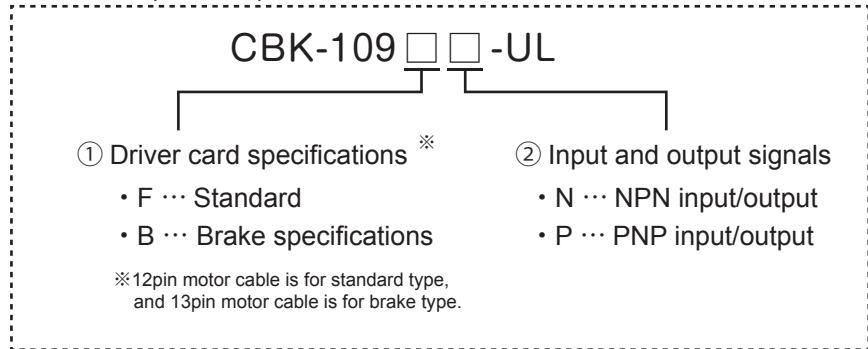 CBK-109 □ □ -UL
① Driver card specifications ※
・F … Standard
・B … Brake specifications
※12pin motor cable is for standard type,
and 13pin motor cable is for brake type.
② Input and output signals
・N … NPN input/output
・P … PNP input/output